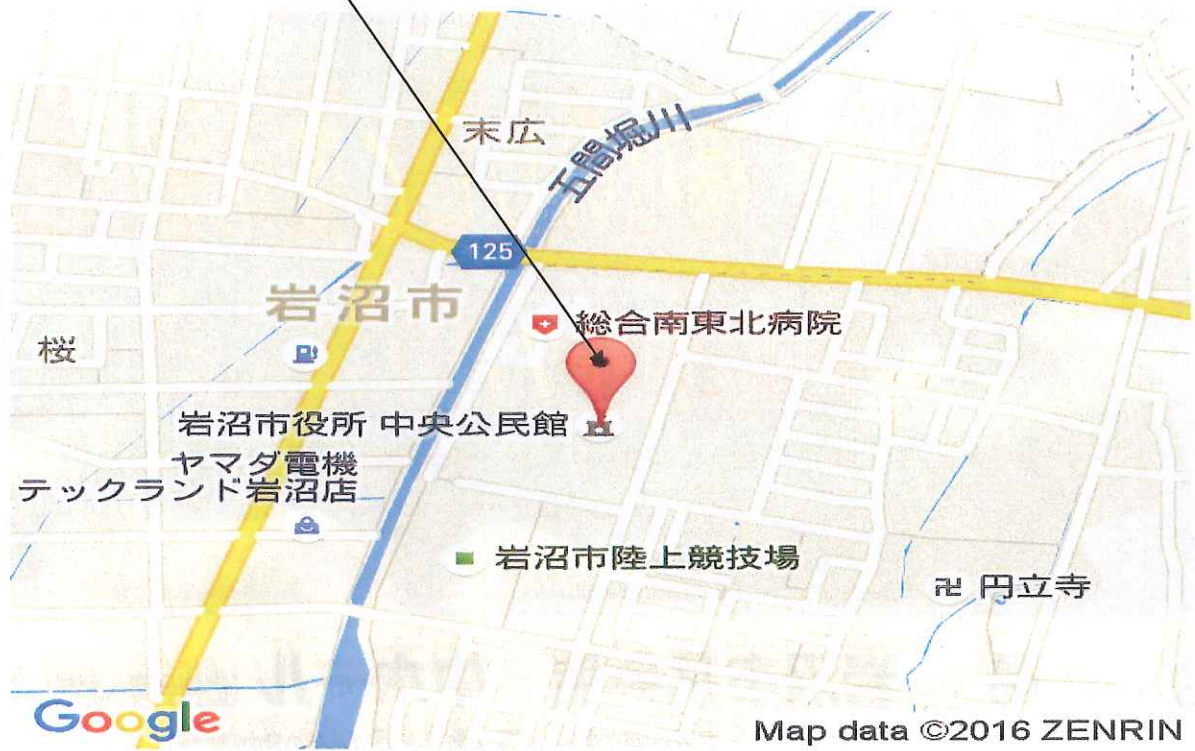 末広
五間堀川
125
岩沼市
総合南東北病院
桜
岩沼市役所 中央公民館
ヤマダ電機
テックランド岩沼店
岩沼市陸上競技場
卍 円立寺
Google
Map data ©2016 ZENRIN